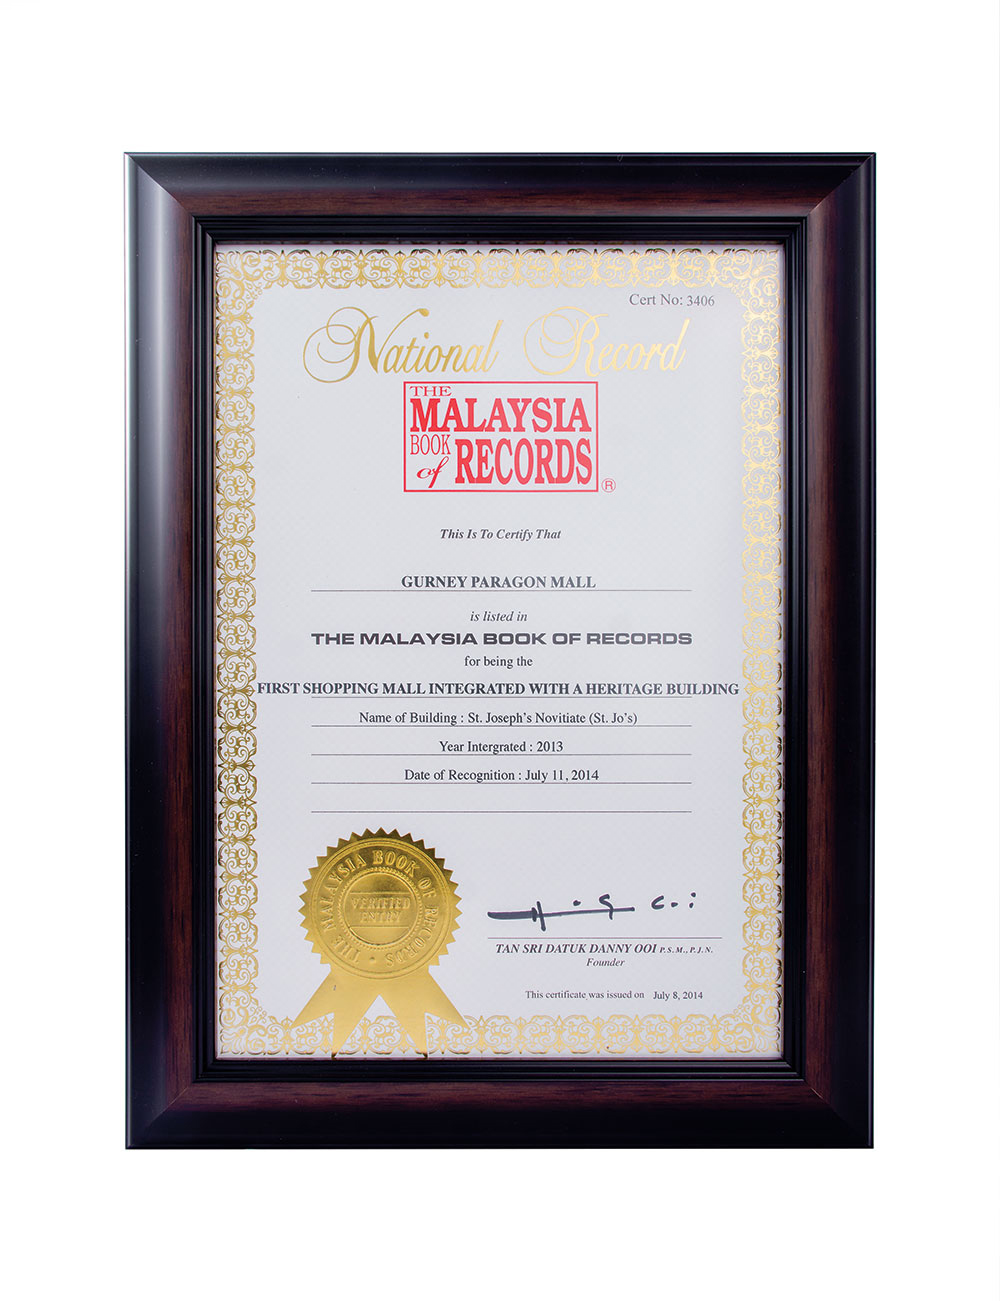 Cert No: 3406
National Record
THE
MALAYSIA
BOOK
of RECORDS
®
This Is To Certify That
GURNEY PARAGON MALL
is listed in
THE MALAYSIA BOOK OF RECORDS
for being the
FIRST SHOPPING MALL INTEGRATED WITH A HERITAGE BUILDING
Name of Building : St. Joseph's Novitiate (St. Jo's)
Year Intergrated : 2013
Date of Recognition : July 11, 2014
THE MALAYSIA BOOK OF RECORDS
VERIFIED
ENTRY
TAN SRI DATUK DANNY OOI P.S.M., P.J.N.
Founder
This certificate was issued on July 8, 2014